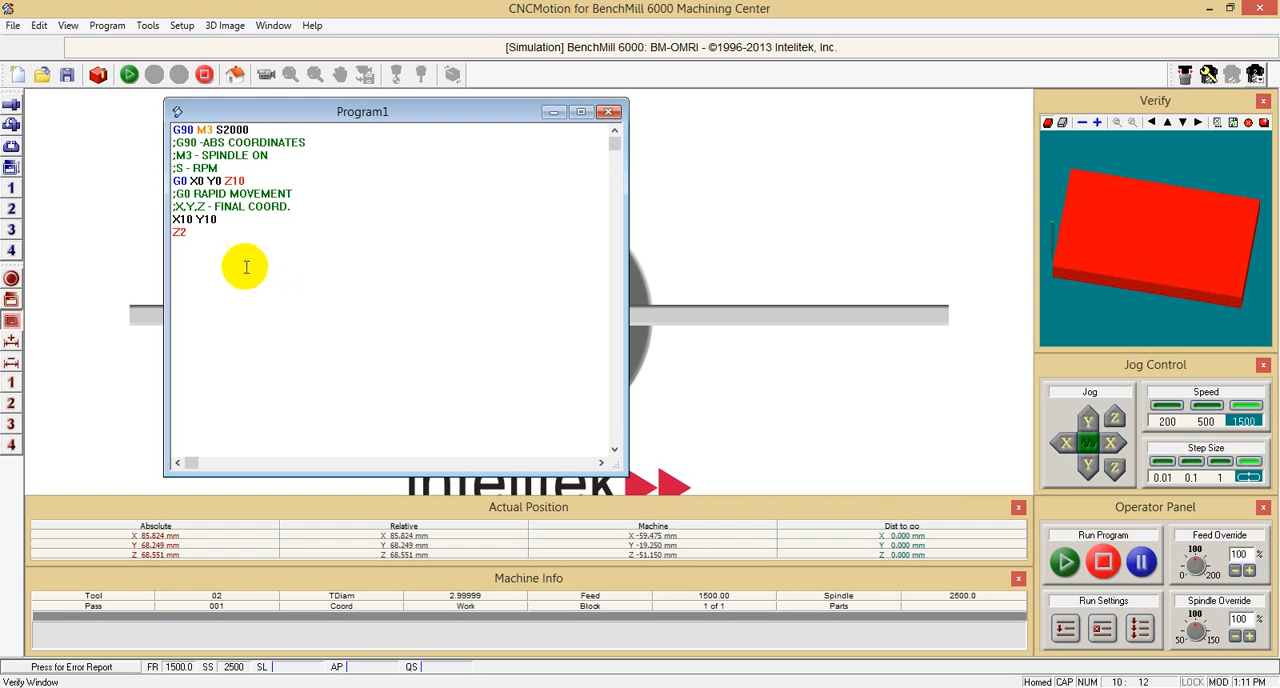 CNCMotion for BenchMill 6000 Machining Center
File Edit View Program Tools Setup 3D Image Window Help
[Simulation] BenchMill 6000: BM-OMRI - ©1996-2013 Intelitek, Inc.
Program1
G90 M3 S2000
;G90 -ABS COORDINATES
;M3 - SPINDLE ON
;S - RPM
G0 X0 Y0 Z10
;G0 RAPID MOVEMENT
;X,Y,Z - FINAL COORD.
X10 Y10
Z2
1
2
3
4
1
2
3
4
intelitek
Verify
Jog Control
Jog
Y
Z
X X
Y
Z
Speed
200 500 1500
Step Size
0.01 0.1 1
Actual Position
Absolute Relative Machine Dist to go
X 85.824 mm X 85.824 mm X -59.475 mm X 0.000 mm
Y 68.249 mm Y 68.249 mm Y -19.250 mm Y 0.000 mm
Z 68.551 mm Z 68.551 mm Z -51.150 mm Z 0.000 mm
Machine Info
Tool 02 TDiam 2.99999 Feed 1500.00 Spindle 2500.0
Pass 001 Coord Work Block 1 of 1 Parts
Operator Panel
Run Program
Feed Override
100
0 200
100 %
Run Settings
Spindle Override
100
50 150
100 %
Press for Error Report FR 1500.0 SS 2500 SL AP QS
Verify Window Homed CAP NUM 10: 12 LOCK MOD 1:11 PM